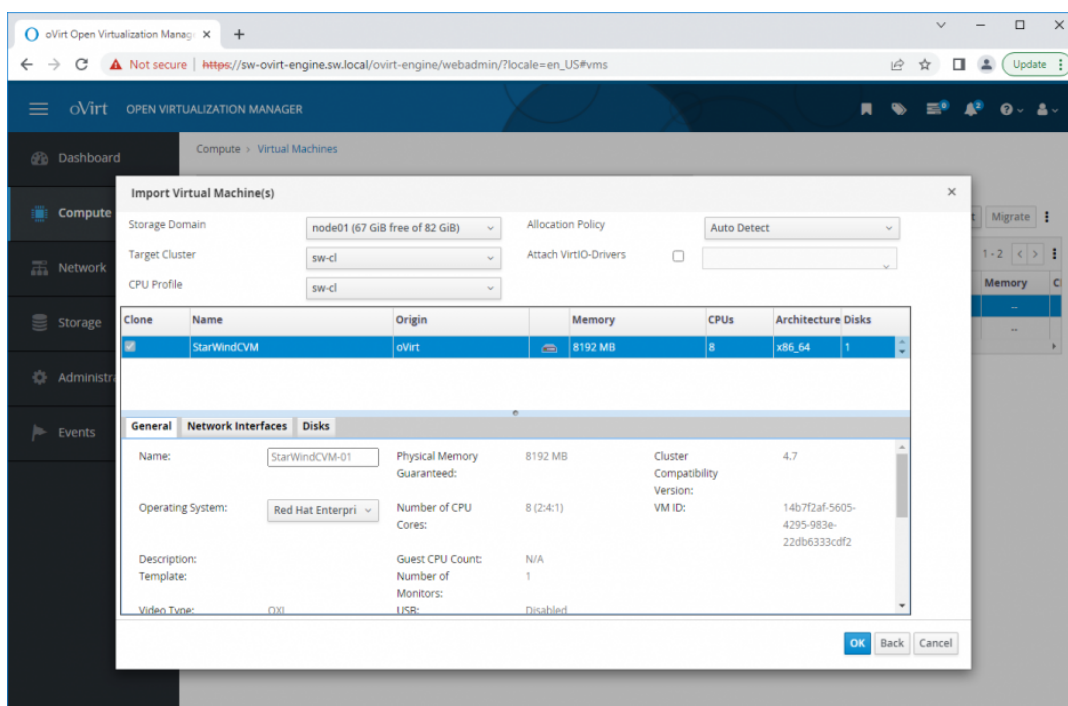 oVirt Open Virtualization Manag
Not secure | https://sw-ovirt-engine.sw.local/ovirt-engine/webadmin/?locale=en_US#vms
Update
oVirt OPEN VIRTUALIZATION MANAGER
0
2
Dashboard
Compute > Virtual Machines
Import Virtual Machine(s)
Compute
Storage Domain
node01 (67 GiB free of 82 GiB)
Allocation Policy
Auto Detect
t Migrate
Target Cluster
sw-cl
Attach VirtIO-Drivers
1 - 2
Network
CPU Profile
sw-cl
Memory C
Storage
Clone Name Origin Memory CPUs Architecture Disks
--
StarWindCVM oVirt 8192 MB 8 x86_64 1
--
Administra
Events
General Network Interfaces Disks
Name: StarWindCVM-01 Physical Memory Guaranteed: 8192 MB Cluster Compatibility Version: 4.7
Operating System: Red Hat Enterpri Number of CPU Cores: 8 (2:4:1) VM ID: 14b7f2af-5605-4295-983e-22db6333cdf2
Description: Guest CPU Count: N/A
Template: Number of Monitors: 1
Video Type: QXL USB: Disabled
OK Back Cancel